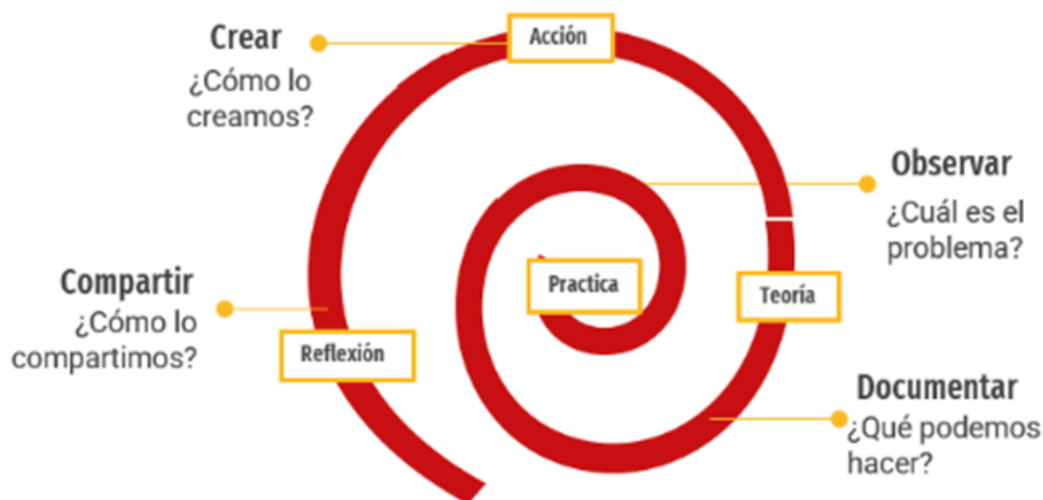 Crear
¿Cómo lo
creamos?
Acción
Observar
¿Cuál es el
problema?
Practica
Teoría
Compartir
¿Cómo lo
compartimos?
Reflexión
Documentar
¿Qué podemos
hacer?